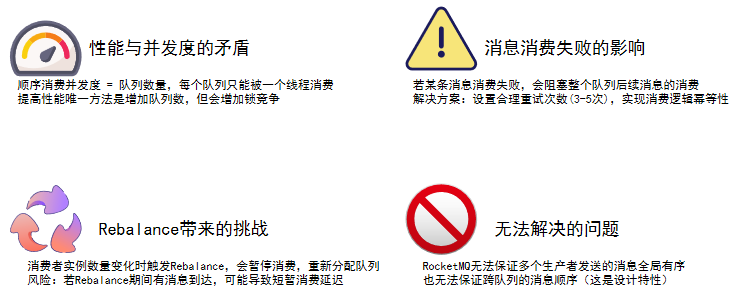 性能与并发度的矛盾
顺序消费并发度 = 队列数量，每个队列只能被一个线程消费
提高性能唯一方法是增加队列数，但会增加锁竞争
消息消费失败的影响
若某条消息消费失败，会阻塞整个队列后续消息的消费
解决方案：设置合理重试次数(3-5次)，实现消费逻辑幂等性
Rebalance带来的挑战
消费者实例数量变化时触发Rebalance，会暂停消费，重新分配队列
风险：若Rebalance期间有消息到达，可能导致短暂消费延迟
无法解决的问题
RocketMQ无法保证多个生产者发送的消息全局有序
也无法保证跨队列的消息顺序（这是设计特性）